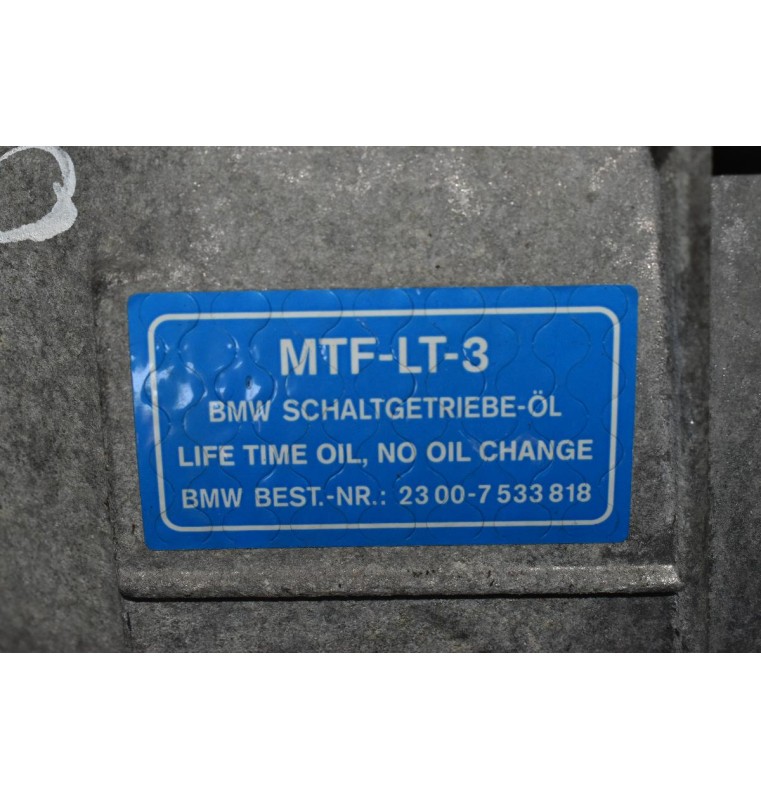 MTF-LT-3
BMW SCHALTGETRIEBE-ÖL
LIFE TIME OIL, NO OIL CHANGE
BMW BEST.-NR.: 23 00-7 533 818